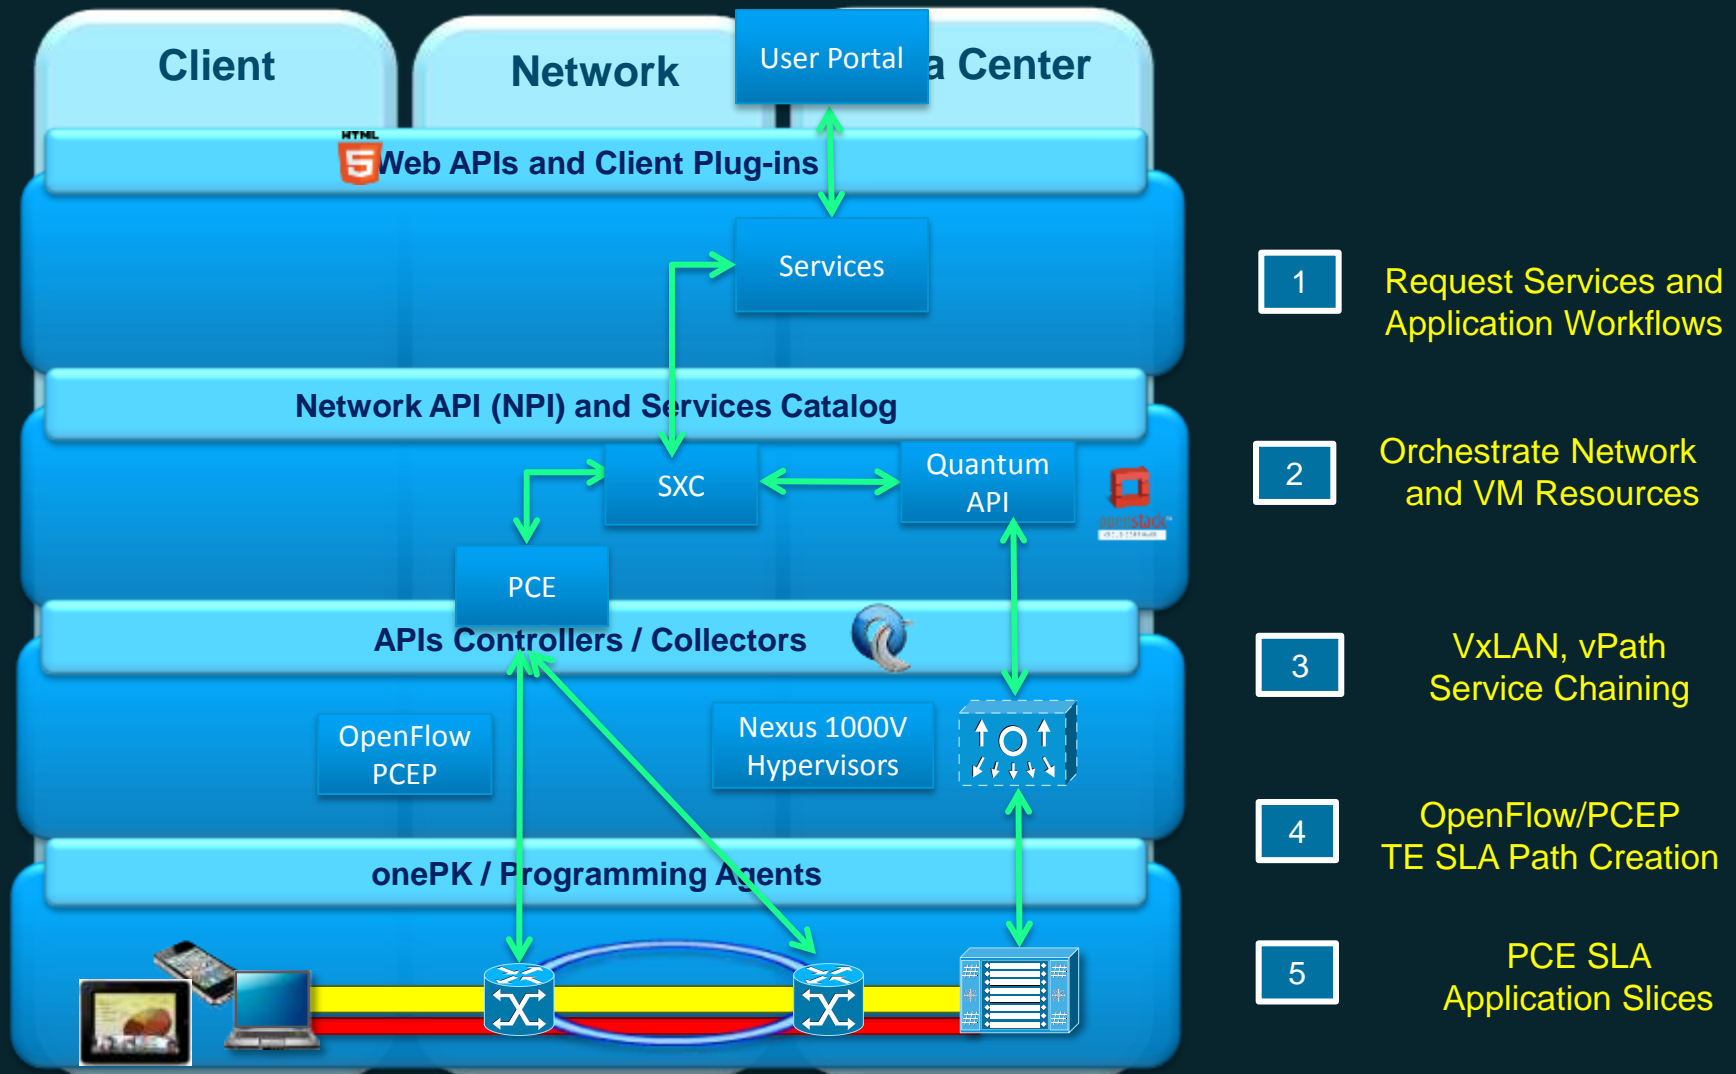 Client
Network
User Portal
a Center
HTML
5
Web APIs and Client Plug-ins
Services
1
Request Services and
Application Workflows
Network API (NPI) and Services Catalog
SXC
Quantum
API
openstack
2
Orchestrate Network
and VM Resources
PCE
APIs Controllers / Collectors
3
VxLAN, vPath
Service Chaining
OpenFlow
PCEP
Nexus 1000V
Hypervisors
4
OpenFlow/PCEP
TE SLA Path Creation
onePK / Programming Agents
5
PCE SLA
Application Slices